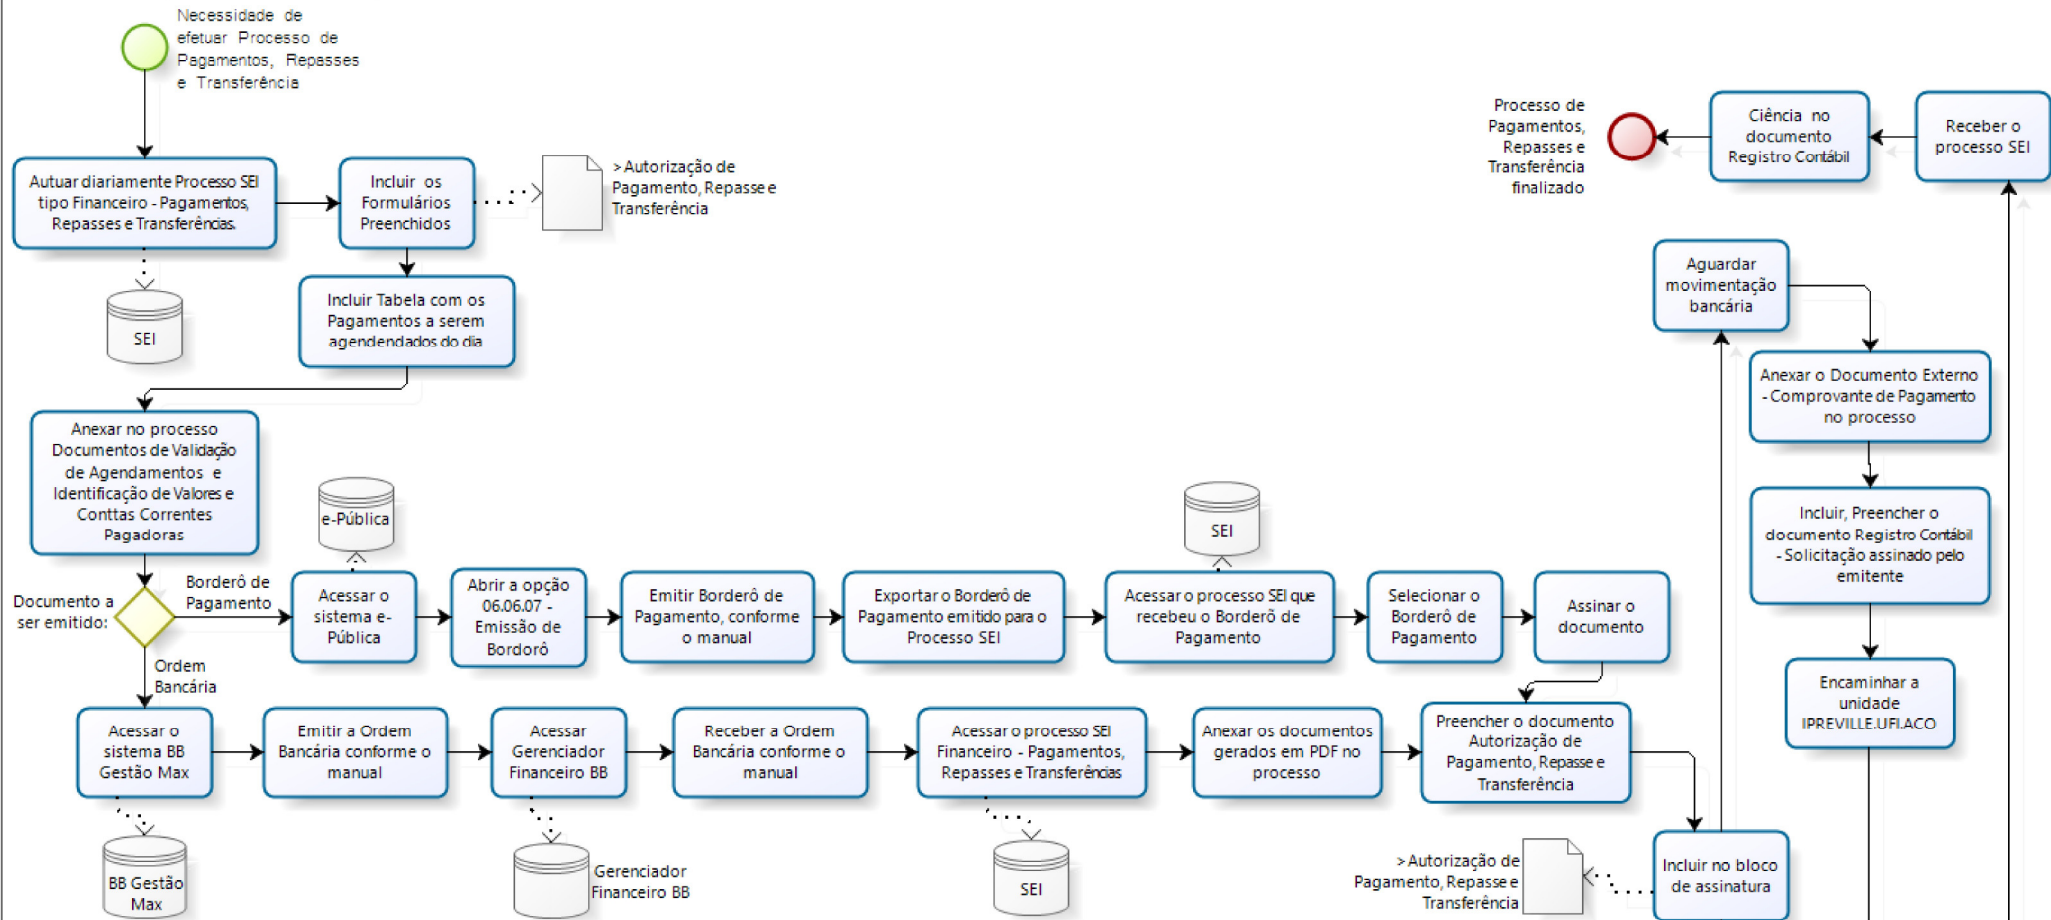 Necessidade de
efetuar Processo de
Pagamentos, Repasses
e Transferência
Processo de
Pagamentos,
Repasses e
Transferência
finalizado
Ciência no
documento
Registro Contábil
Receber o
processo SEI
Autuar diariamente Processo SEI
tipo Financeiro - Pagamentos,
Repasses e Transferências.
Incluir os
Formulários
Preenchidos
> Autorização de
Pagamento, Repasse e
Transferência
SEI
Incluir Tabela com os
Pagamentos a serem
agendendados do dia
Aguardar
movimentação
bancária
Anexar o Documento Externo
- Comprovante de Pagamento
no processo
Anexar no processo
Documentos de Validação
de Agendamentos e
Identificação de Valores e
Conttas Correntes
Pagadoras
e-Pública
SEI
Incluir, Preencher o
documento Registro Contábil
- Solicitação assinado pelo
emitente
Documento a
ser emitido:
Borderô de
Pagamento
Acessar o
sistema e-
Pública
Abrir a opção
06.06.07 -
Emissão de
Bordorô
Emitir Borderô de
Pagamento, conforme
o manual
Exportar o Borderô de
Pagamento emitido para o
Processo SEI
Acessar o processo SEI que
recebeu o Borderô de
Pagamento
Selecionar o
Borderô de
Pagamento
Assinar o
documento
Ordem
Bancária
Encaminhar a
unidade
IPREVILLE.UFI.ACO
Acessar o
sistema BB
Gestão Max
Emitir a Ordem
Bancária conforme o
manual
Acessar
Gerenciador
Financeiro BB
Receber a Ordem
Bancária conforme o
manual
Acessar o processo SEI
Financeiro - Pagamentos,
Repasses e Transferências
Anexar os documentos
gerados em PDF no
processo
Preencher o documento
Autorização de
Pagamento, Repasse e
Transferência
BB Gestão
Max
Gerenciador
Financeiro BB
SEI
> Autorização de
Pagamento, Repasse e
Transferência
Incluir no bloco
de assinatura